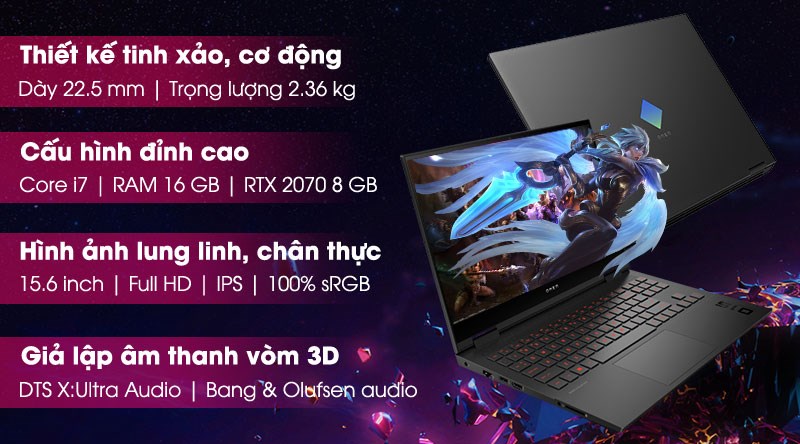 Thiết kế tinh xảo, cơ động
Dày 22.5 mm | Trọng lượng 2.36 kg
Cấu hình đỉnh cao
Core i7 | RAM 16 GB | RTX 2070 8 GB
Hình ảnh lung linh, chân thực
15.6 inch | Full HD | IPS | 100% sRGB
Giả lập âm thanh vòm 3D
DTS X:Ultra Audio | Bang & Olufsen audio
OMEN
OMEN